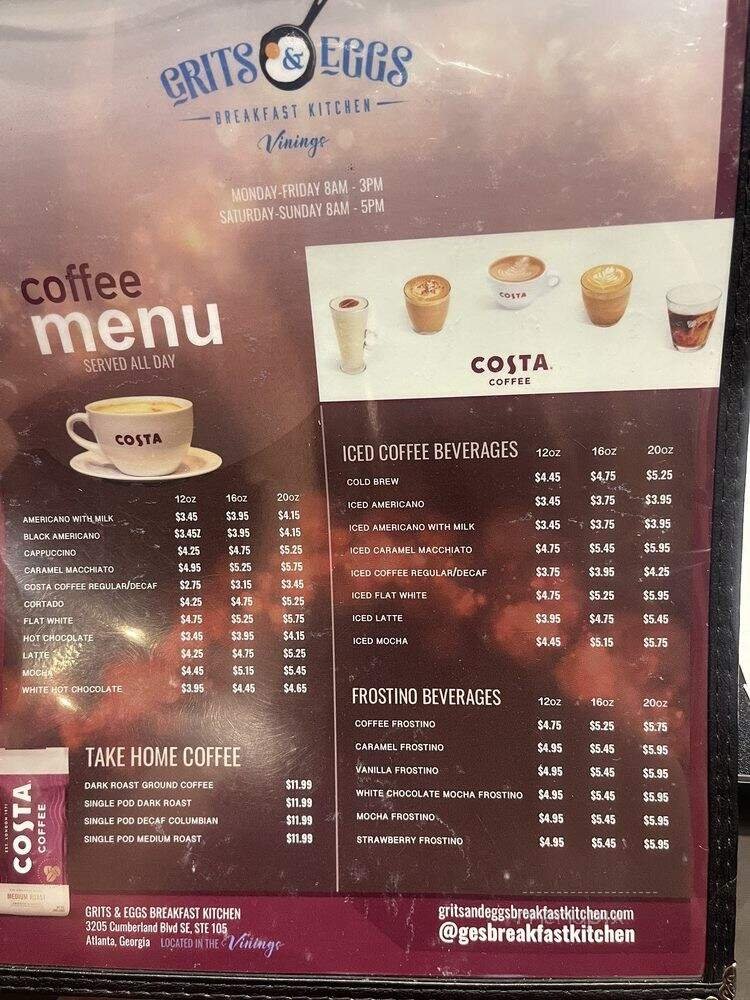 GRITS & EGGS
BREAKFAST KITCHEN
Vinings
MONDAY-FRIDAY 8AM - 3PM
SATURDAY-SUNDAY 8AM - 5PM
coffee
menu
SERVED ALL DAY
COSTA
COSTA
COSTA
COFFEE
12oz 16oz 20oz
AMERICANO WITH MILK $3.45 $3.95 $4.15
BLACK AMERICANO $3.45Z $3.95 $4.15
CAPPUCCINO $4.25 $4.75 $5.25
CARAMEL MACCHIATO $4.95 $5.25 $5.75
COSTA COFFEE REGULAR/DECAF $2.75 $3.15 $3.45
CORTADO $4.25 $4.75 $5.25
FLAT WHITE $4.75 $5.25 $5.75
HOT CHOCOLATE $3.45 $3.95 $4.15
LATTE $4.25 $4.75 $5.25
MOCHA $4.45 $5.15 $5.45
WHITE HOT CHOCOLATE $3.95 $4.45 $4.65
TAKE HOME COFFEE
DARK ROAST GROUND COFFEE $11.99
SINGLE POD DARK ROAST $11.99
SINGLE POD DECAF COLUMBIAN $11.99
SINGLE POD MEDIUM ROAST $11.99
COSTA
COFFEE
MEDIUM ROAST
ICED COFFEE BEVERAGES 12oz 16oz 20oz
COLD BREW $4.45 $4.75 $5.25
ICED AMERICANO $3.45 $3.75 $3.95
ICED AMERICANO WITH MILK $3.45 $3.75 $3.95
ICED CARAMEL MACCHIATO $4.75 $5.45 $5.95
ICED COFFEE REGULAR/DECAF $3.75 $3.95 $4.25
ICED FLAT WHITE $4.75 $5.25 $5.95
ICED LATTE $3.95 $4.75 $5.45
ICED MOCHA $4.45 $5.15 $5.75
FROSTINO BEVERAGES 12oz 16oz 20oz
COFFEE FROSTINO $4.75 $5.25 $5.75
CARAMEL FROSTINO $4.95 $5.45 $5.95
VANILLA FROSTINO $4.95 $5.45 $5.95
WHITE CHOCOLATE MOCHA FROSTINO $4.95 $5.45 $5.95
MOCHA FROSTINO $4.95 $5.45 $5.95
STRAWBERRY FROSTINO $4.95 $5.45 $5.95
GRITS & EGGS BREAKFAST KITCHEN
3205 Cumberland Blvd SE, STE 105
Atlanta, Georgia LOCATED IN THE Vinings
gritsandeggsbreakfastkitchen.com
@gesbreakfastkitchen